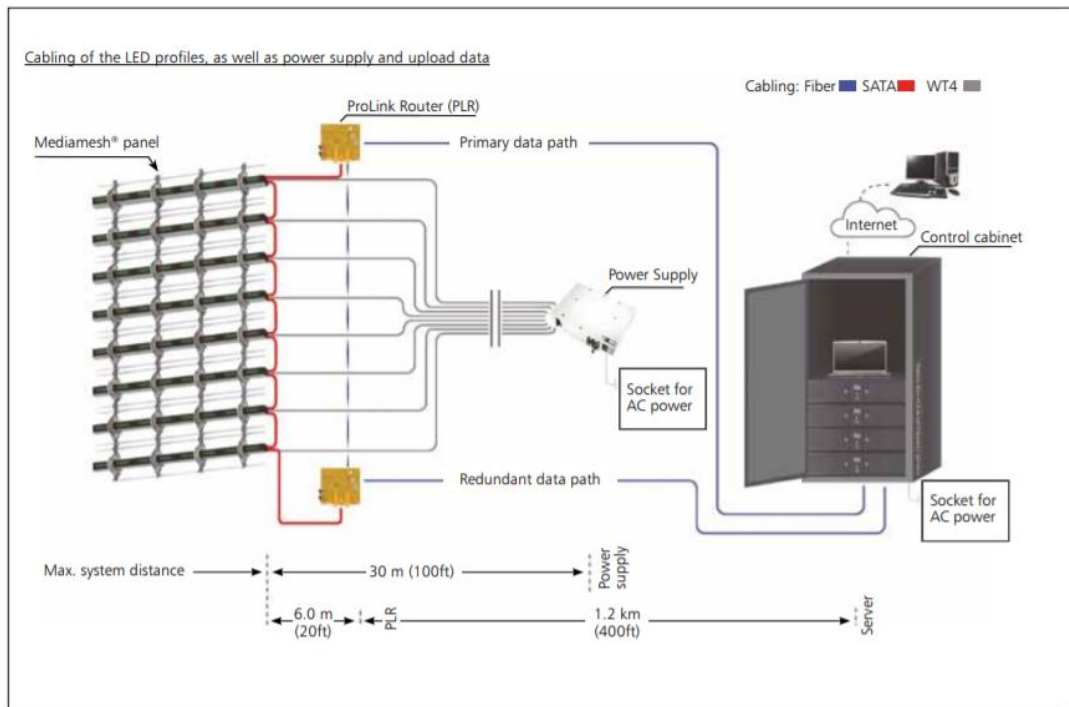 Cabling of the LED profiles, as well as power supply and upload data
Cabling: Fiber SATA WT4
ProLink Router (PLR)
Mediamesh® panel
Primary data path
Internet
Control cabinet
Power Supply
Socket for
AC power
Redundant data path
Socket for
AC power
Max. system distance
30 m (100ft)
Power
supply
6.0 m
(20ft)
PLR
1.2 km
(400ft)
Server